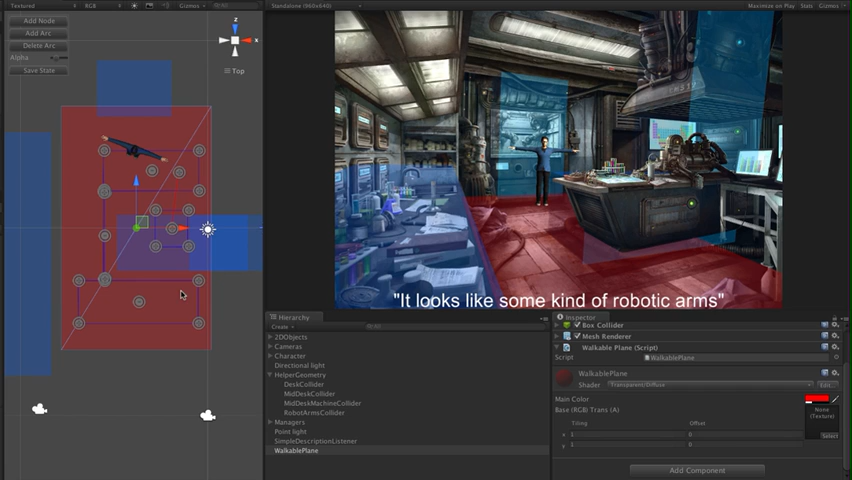 Textured
RGB
Gizmos
All
Add Node
Add Arc
Delete Arc
Alpha
Save State
z
x
Top
Standalone (960x640)
Maximize on Play
Stats
Gizmos
"It looks like some kind of robotic arms"
Hierarchy
Create
All
2DObjects
Cameras
Character
Directional light
HelperGeometry
DeskCollider
MidDeskCollider
MidDeskMachineCollider
RobotArmsCollider
Managers
Point light
SimpleDescriptionListener
WalkablePlane
Inspector
Box Collider
Mesh Renderer
Walkable Plane (Script)
Script
WalkablePlane
WalkablePlane
Shader
Transparent/Diffuse
Edit...
Main Color
Base (RGB) Trans (A)
None
(Texture)
Tiling
Offset
x
1
0
y
1
0
Select
Add Component